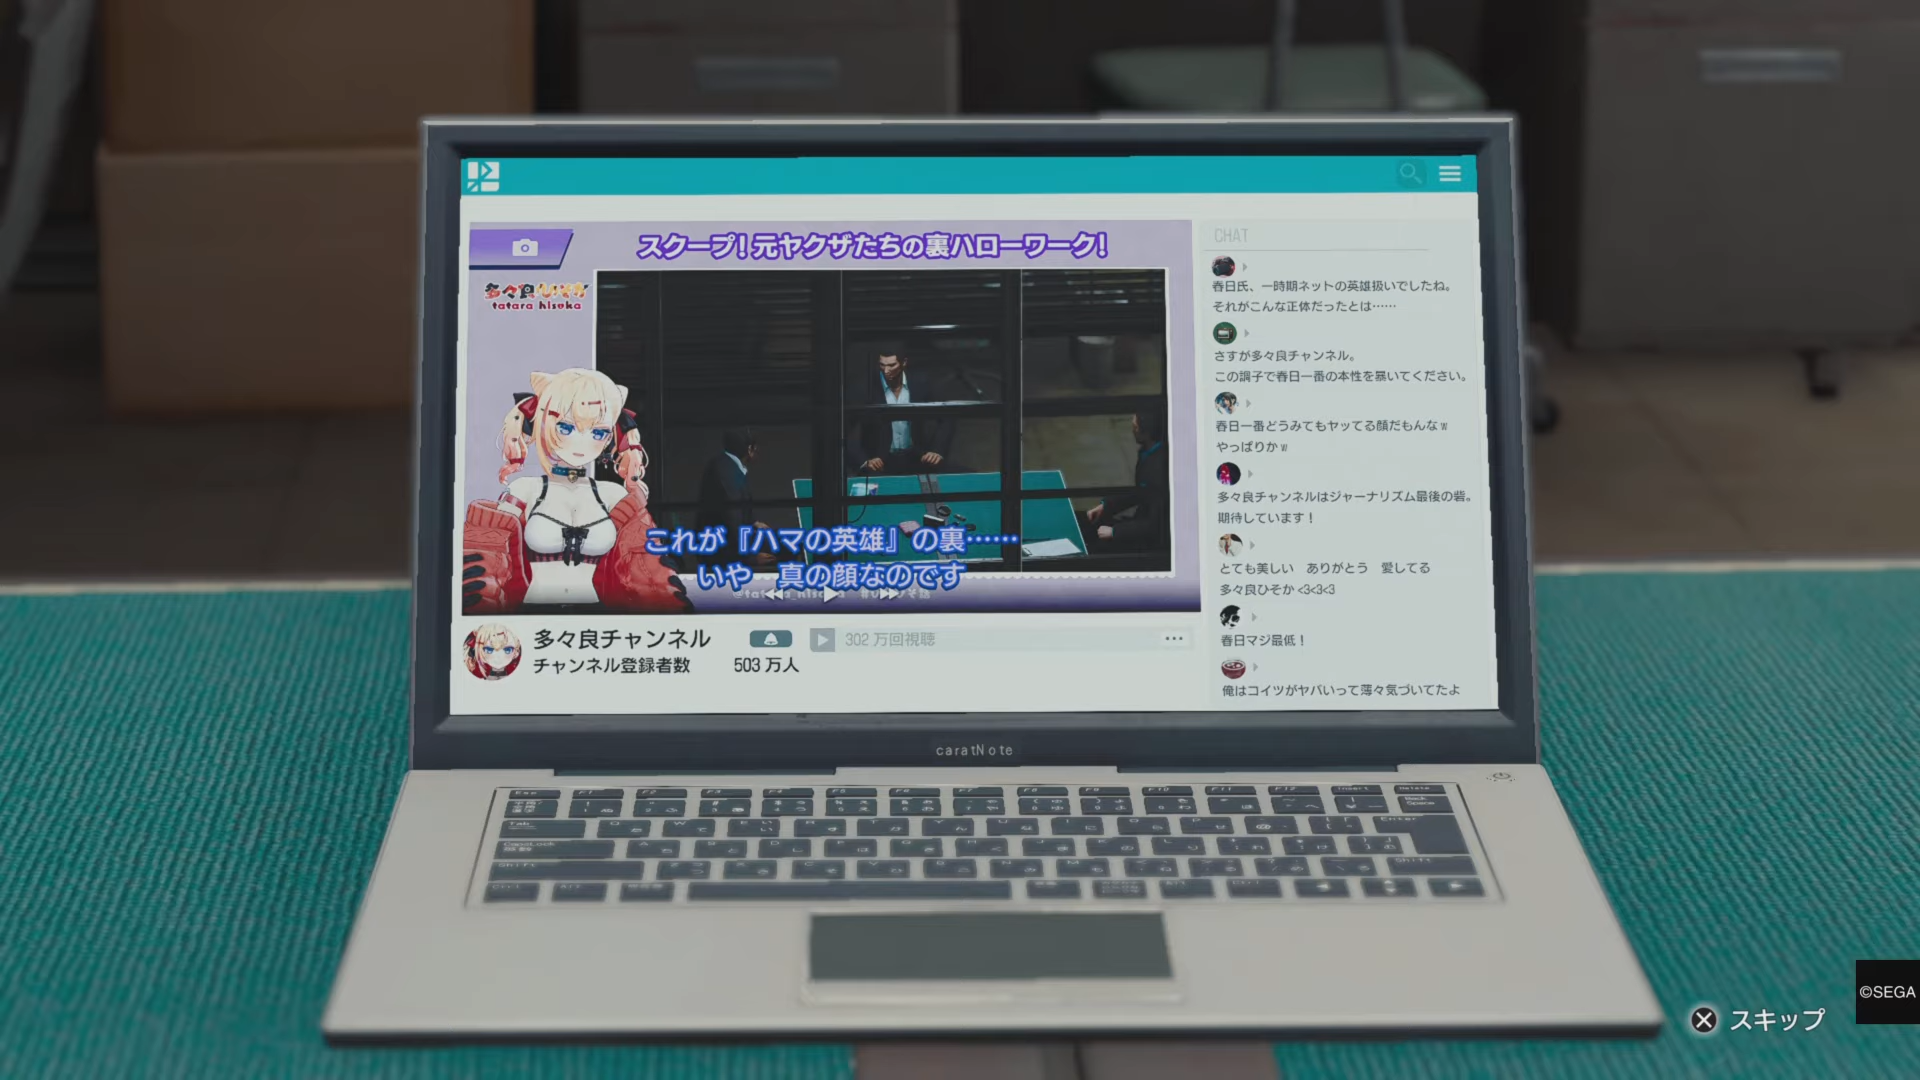 スクープ！元ヤクザたちの裏ハローワーク！
多々良ひそか
tatara hisoka
これが『ハマの英雄』の裏……
いや　真の顔なのです
多々良チャンネル
チャンネル登録者数
503 万人
302 万回視聴
CHAT
春日氏、一時期ネットの英雄扱いでしたね。
それがこんな正体だったとは……
さすが多々良チャンネル。
この調子で春日一番の本性を暴いてください。
春日一番どうみてもヤッてる顔だもんなｗ
やっぱりかｗ
多々良チャンネルはジャーナリズム最後の砦。
期待しています！
とても美しい　ありがとう　愛してる
多々良ひそか <3<3<3
春日マジ最低！
俺はコイツがヤバいって薄々気づいてたよ
caratNote
©SEGA
スキップ